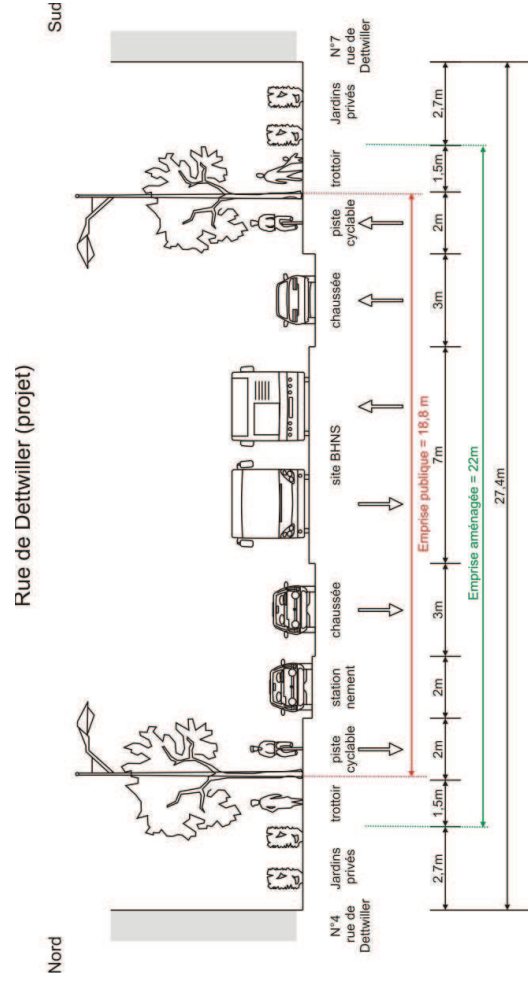 Rue de Dettwiller (projet)
Nord
Sud
N°4
rue de
Dettwiller
Jardins
privés
trottoir
piste
cyclable
station
nement
chaussée
site BHNS
chaussée
piste
cyclable
trottoir
Jardins
privés
N°7
rue de
Dettwiller
Emprise publique = 18,8 m
2,7m
1,5m
2m
2m
3m
7m
3m
2m
1,5m
2,7m
Emprise aménagée = 22m
27,4m